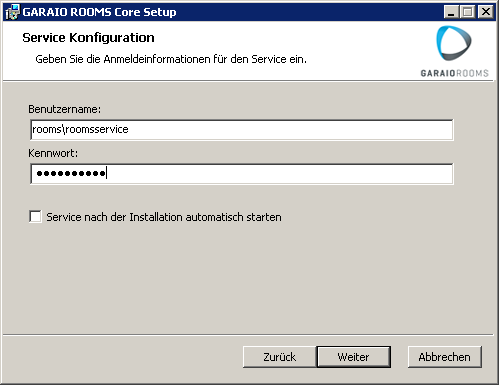 GARAIO ROOMS Core Setup
Service Konfiguration
Geben Sie die Anmeldeinformationen für den Service ein.
GARAIOROOMS
Benutzername:
rooms\roomsservice
Kennwort:
●●●●●●●●●●
Service nach der Installation automatisch starten
Zurück
Weiter
Abbrechen